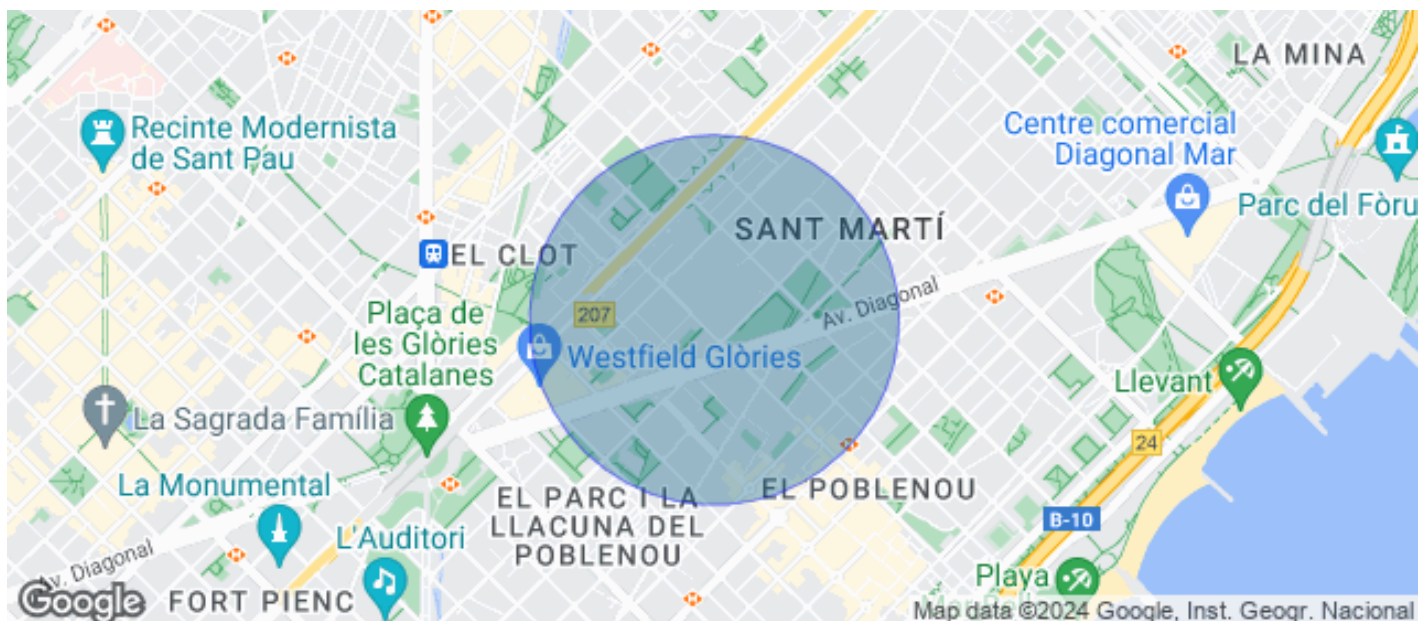 LA MINA
Recinte Modernista
de Sant Pau
Centre comercial
Diagonal Mar
Parc del Fòru
SANT MARTÍ
EL CLOT
207
Av. Diagonal
Plaça de
les Glòries
Catalanes
Westfield Glòries
Llevant
La Sagrada Família
24
La Monumental
EL PARC I LA
LLACUNA DEL
POBLENOU
EL POBLENOU
B-10
L'Auditori
Av. Diagonal
Playa
FORT PIENC
Google
Map data ©2024 Google, Inst. Geogr. Nacional